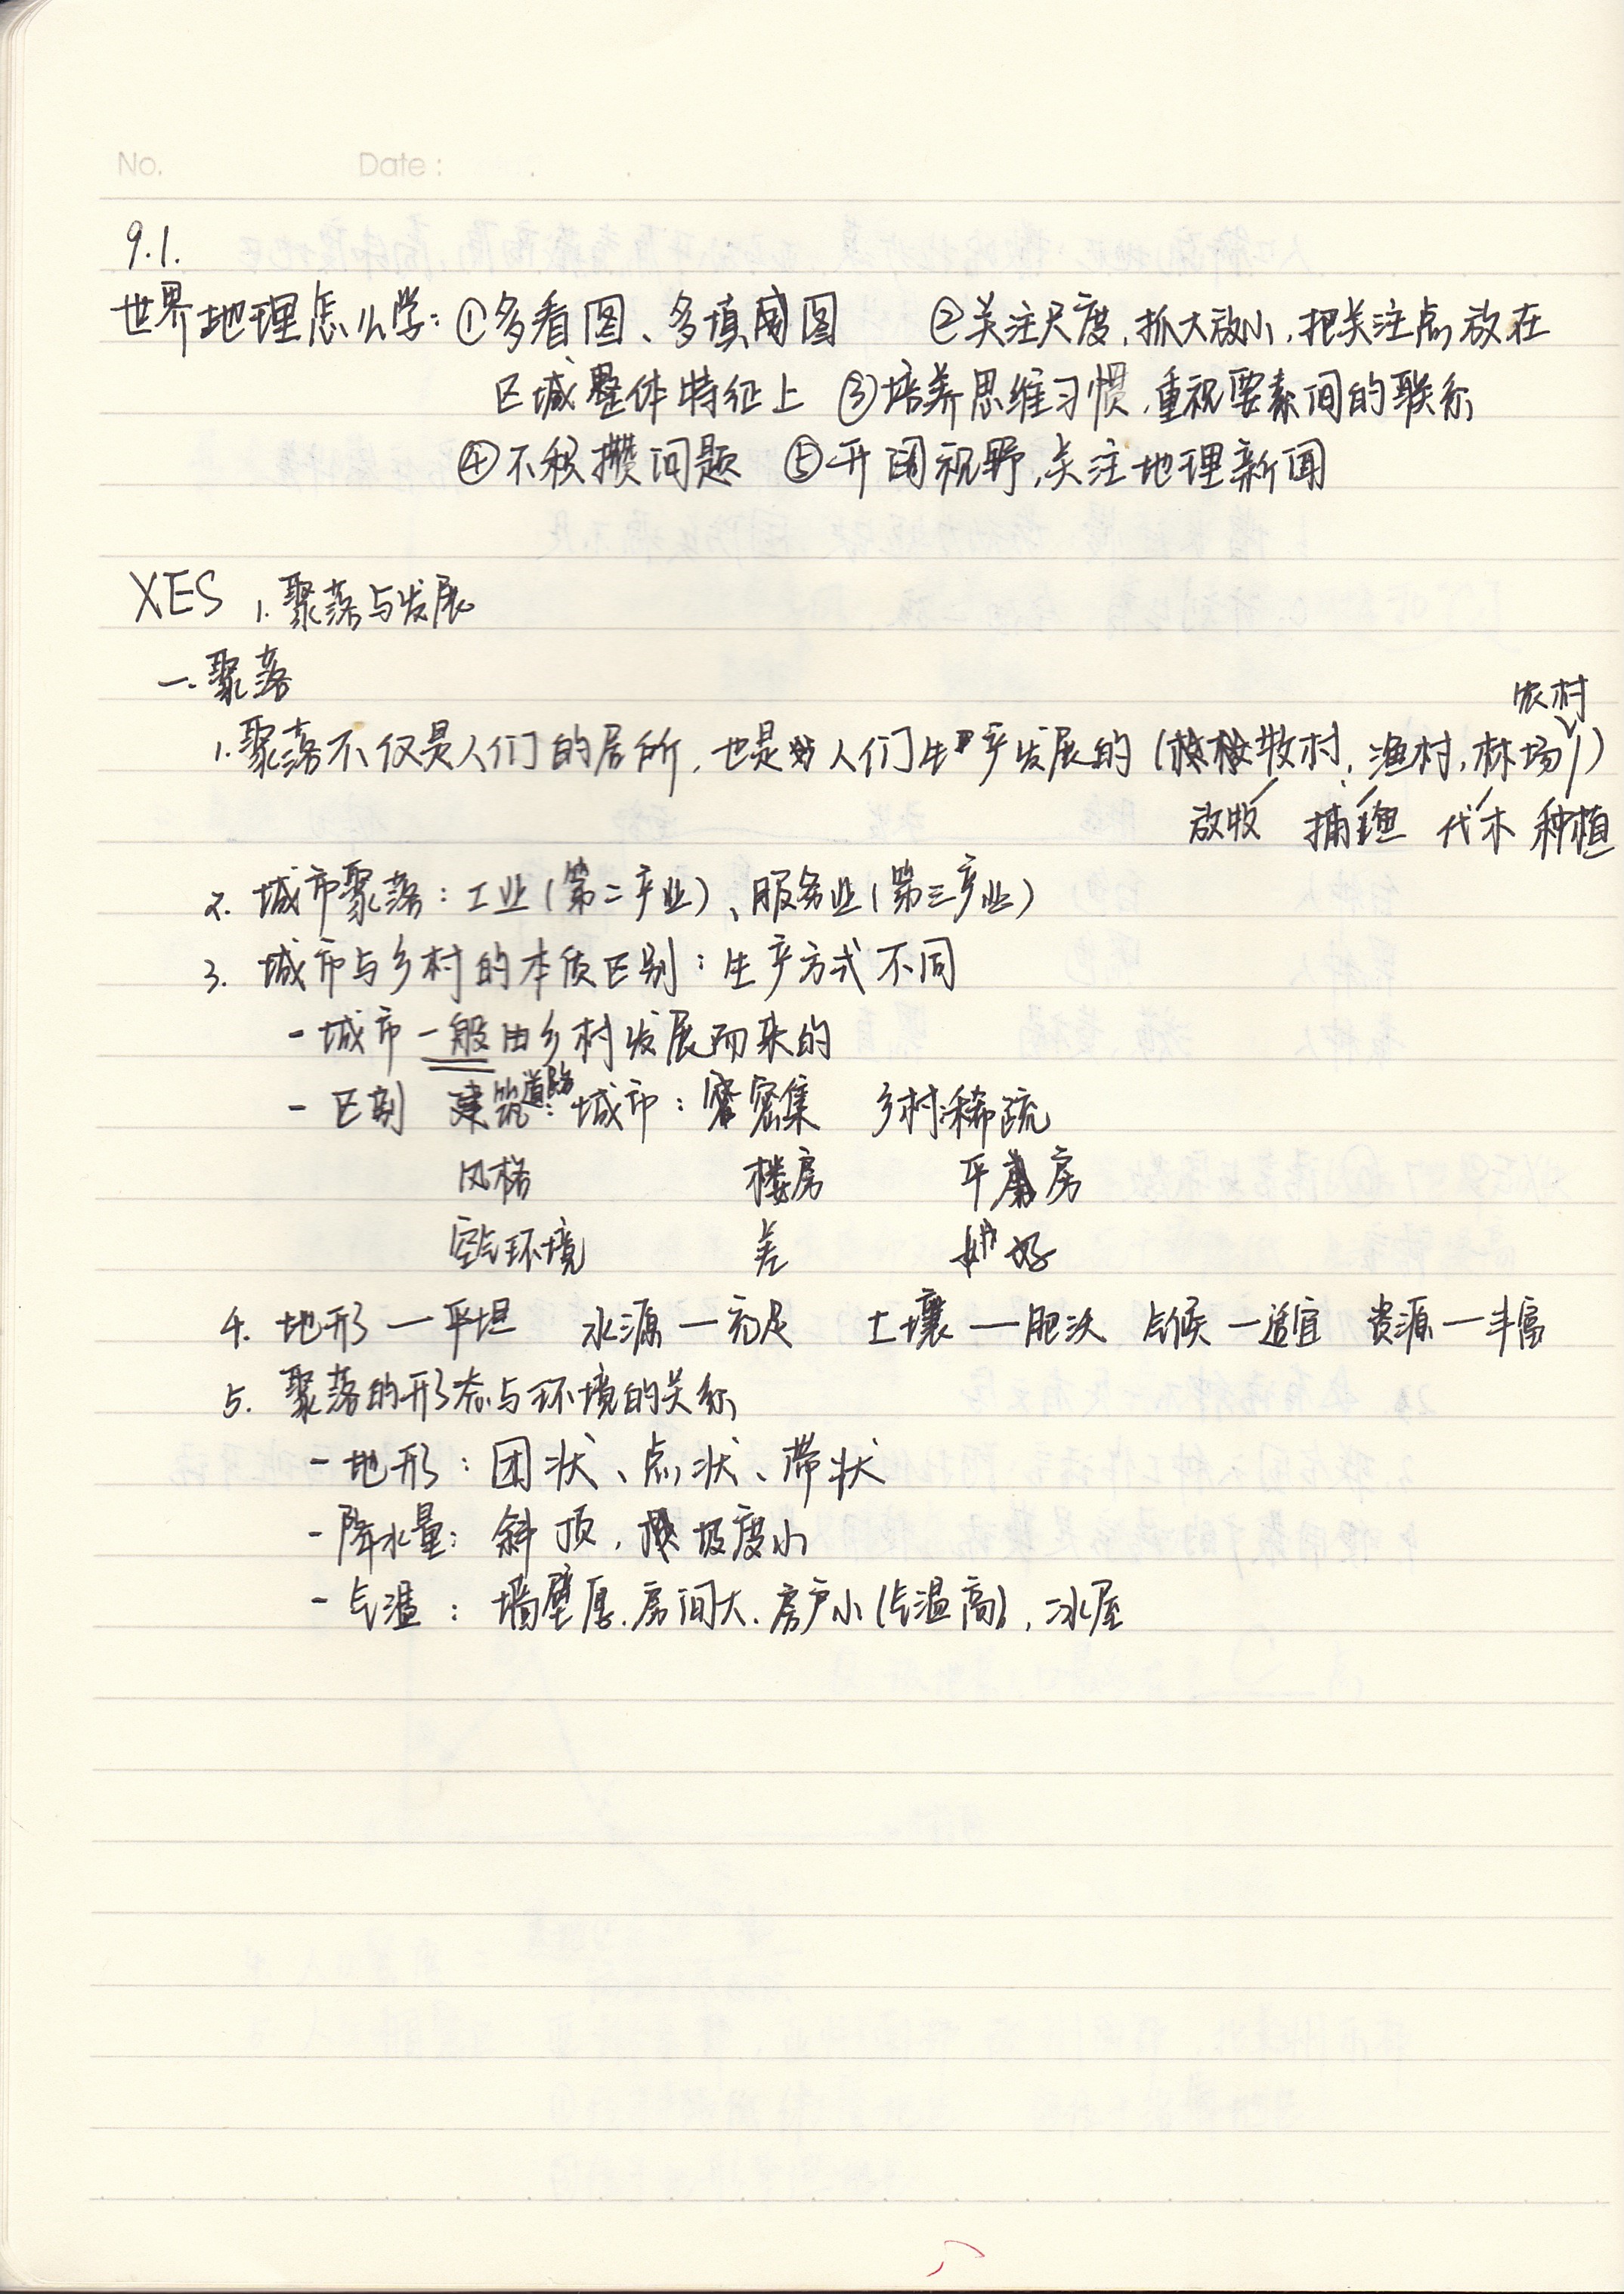 No. Date:
9.1.
世界地理怎么学:①多看图、多填图 ②关注尺度,抓大放小,把关注点放在
区域整体特征上 ③培养思维习惯,重视要素间的联系
④不积攒问题 ⑤开阔视野,关注地理新闻
XES 1.聚落与发展
一.聚落
农村
1.聚落不仅是人们的居所,也是人们生产发展的(牧村,渔村,林场)
放牧 捕渔 伐木 种植
2. 城市聚落:工业(第二产业)、服务业(第三产业)
3. 城市与乡村的本质区别:生产方式不同
-城市一般由乡村发展而来的
道路
-区别 建筑:城市:密集 乡村:稀疏
风格 楼房 平房
空气环境 差 好
4. 地形—平坦 水源—充足 土壤—肥沃 气候—适宜 资源—丰富
5. 聚落的形态与环境的关系
-地形:团状、点状、带状
-降水量:斜顶,坡度小
-气温:墙壁厚.房间大.房户小(气温高),冰屋